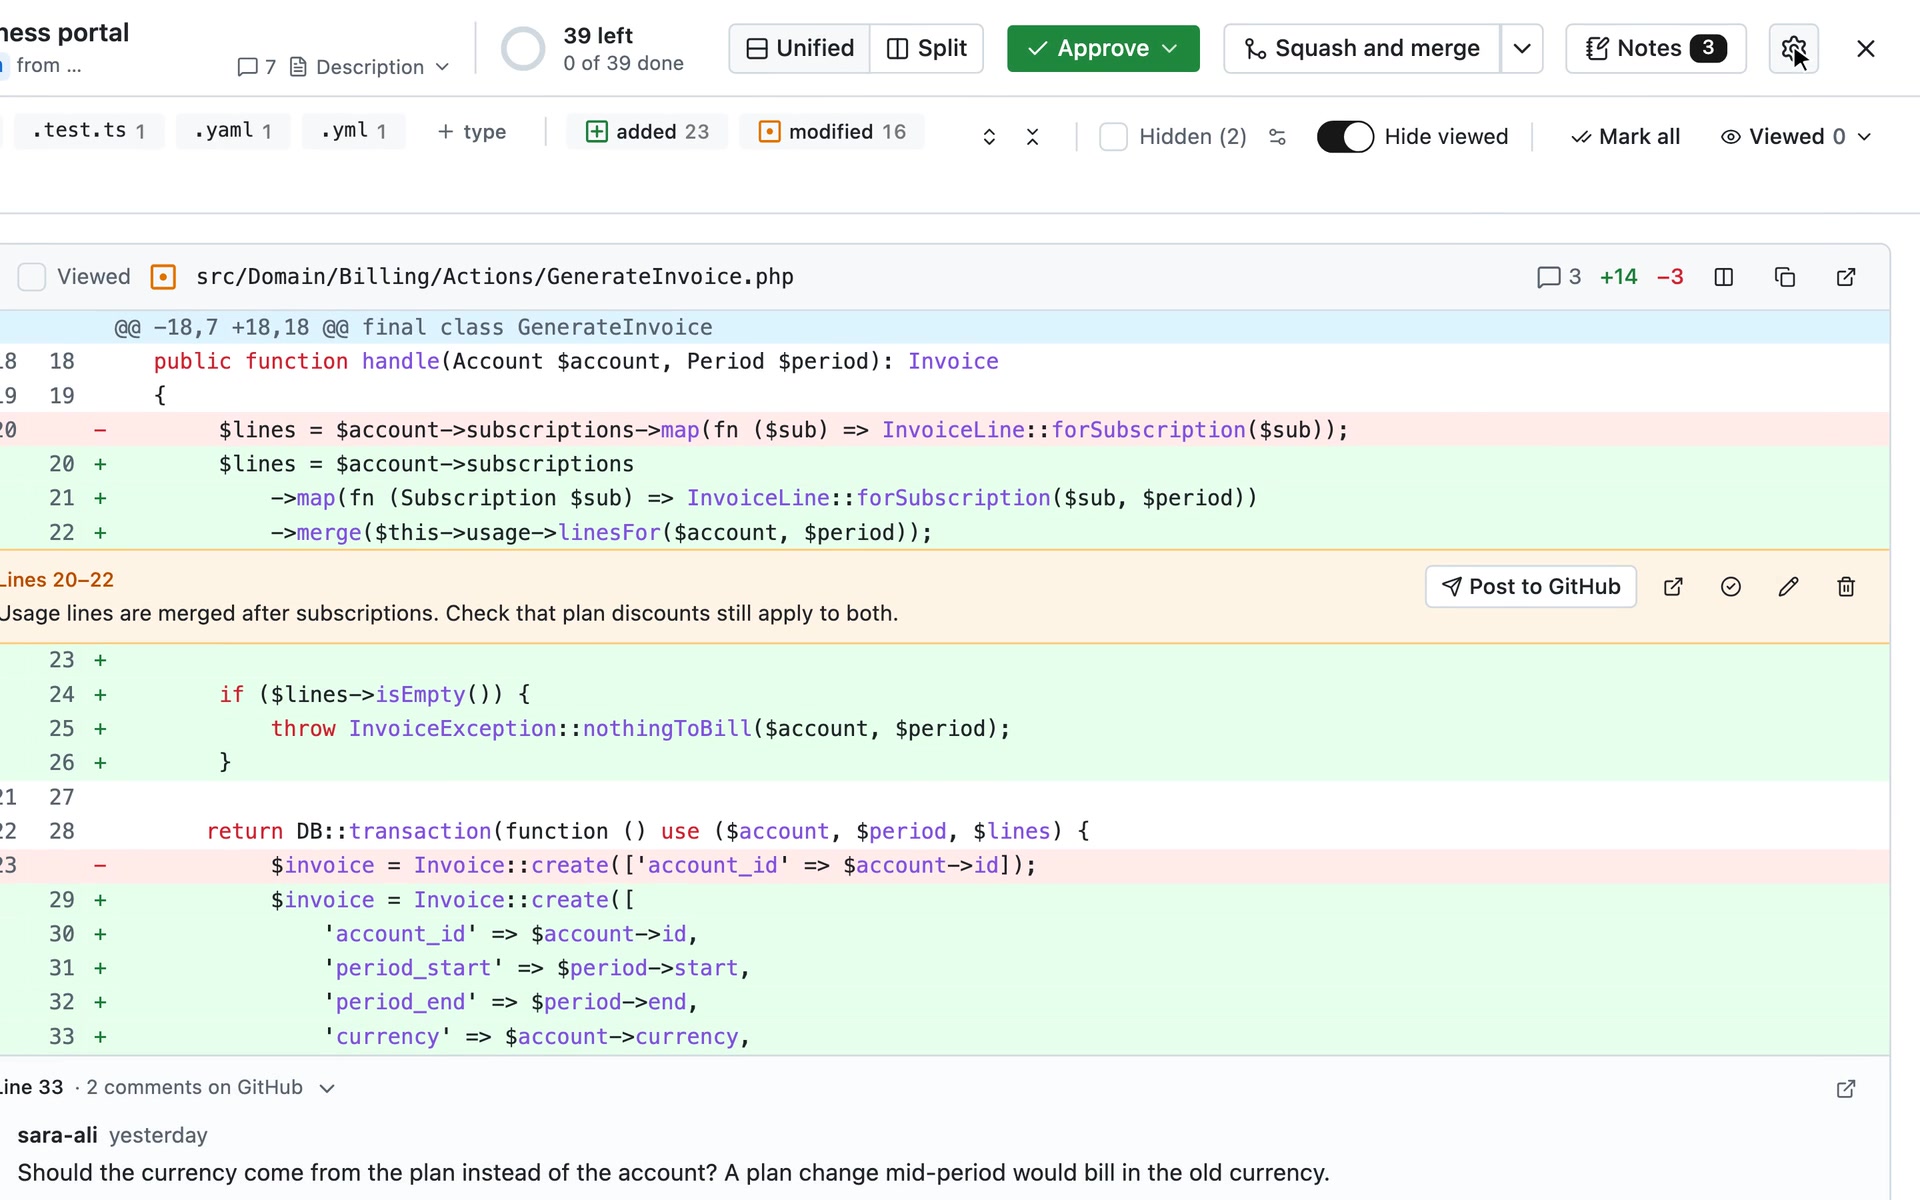 ness portal
from ...
7 Description
39 left
0 of 39 done
Unified Split
Approve
Squash and merge
Notes 3
.test.ts 1 .yaml 1 .yml 1 + type added 23 modified 16 Hidden (2) Hide viewed Mark all Viewed 0
Viewed src/Domain/Billing/Actions/GenerateInvoice.php 3 +14 −3
@@ −18,7 +18,18 @@ final class GenerateInvoice
18 18 public function handle(Account $account, Period $period): Invoice
19 19 {
20 − $lines = $account->subscriptions->map(fn ($sub) => InvoiceLine::forSubscription($sub));
20 + $lines = $account->subscriptions
21 + ->map(fn (Subscription $sub) => InvoiceLine::forSubscription($sub, $period))
22 + ->merge($this->usage->linesFor($account, $period));
Lines 20–22
Post to GitHub
Usage lines are merged after subscriptions. Check that plan discounts still apply to both.
23 +
24 + if ($lines->isEmpty()) {
25 + throw InvoiceException::nothingToBill($account, $period);
26 + }
21 27
22 28 return DB::transaction(function () use ($account, $period, $lines) {
23 − $invoice = Invoice::create(['account_id' => $account->id]);
29 + $invoice = Invoice::create([
30 + 'account_id' => $account->id,
31 + 'period_start' => $period->start,
32 + 'period_end' => $period->end,
33 + 'currency' => $account->currency,
Line 33 · 2 comments on GitHub
sara-ali yesterday
Should the currency come from the plan instead of the account? A plan change mid-period would bill in the old currency.